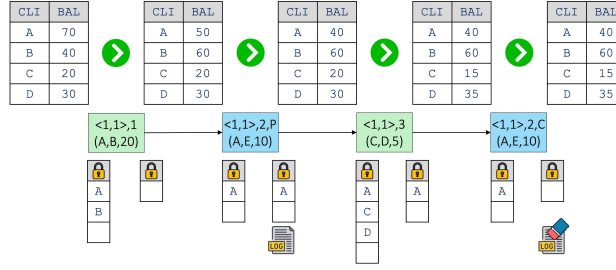 CLI BAL CLI BAL CLI BAL CLI BAL CLI BAL
A 70 A 50 A 40 A 40 A 40
B 40 B 60 B 60 B 60 B 60
C 20 C 20 C 20 C 15 C 15
D 30 D 30 D 30 D 35 D 35
<1,1>,1 <1,1>,2,P <1,1>,3 <1,1>,2,C
(A,B,20) (A,E,10) (C,D,5) (A,E,10)
A A A A A A
B C
D
LOG LOG